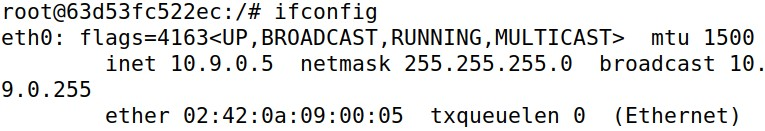 root@63d53fc522ec:/# ifconfig
eth0: flags=4163<UP,BROADCAST,RUNNING,MULTICAST>  mtu 1500
        inet 10.9.0.5  netmask 255.255.255.0  broadcast 10.
9.0.255
        ether 02:42:0a:09:00:05  txqueuelen 0  (Ethernet)